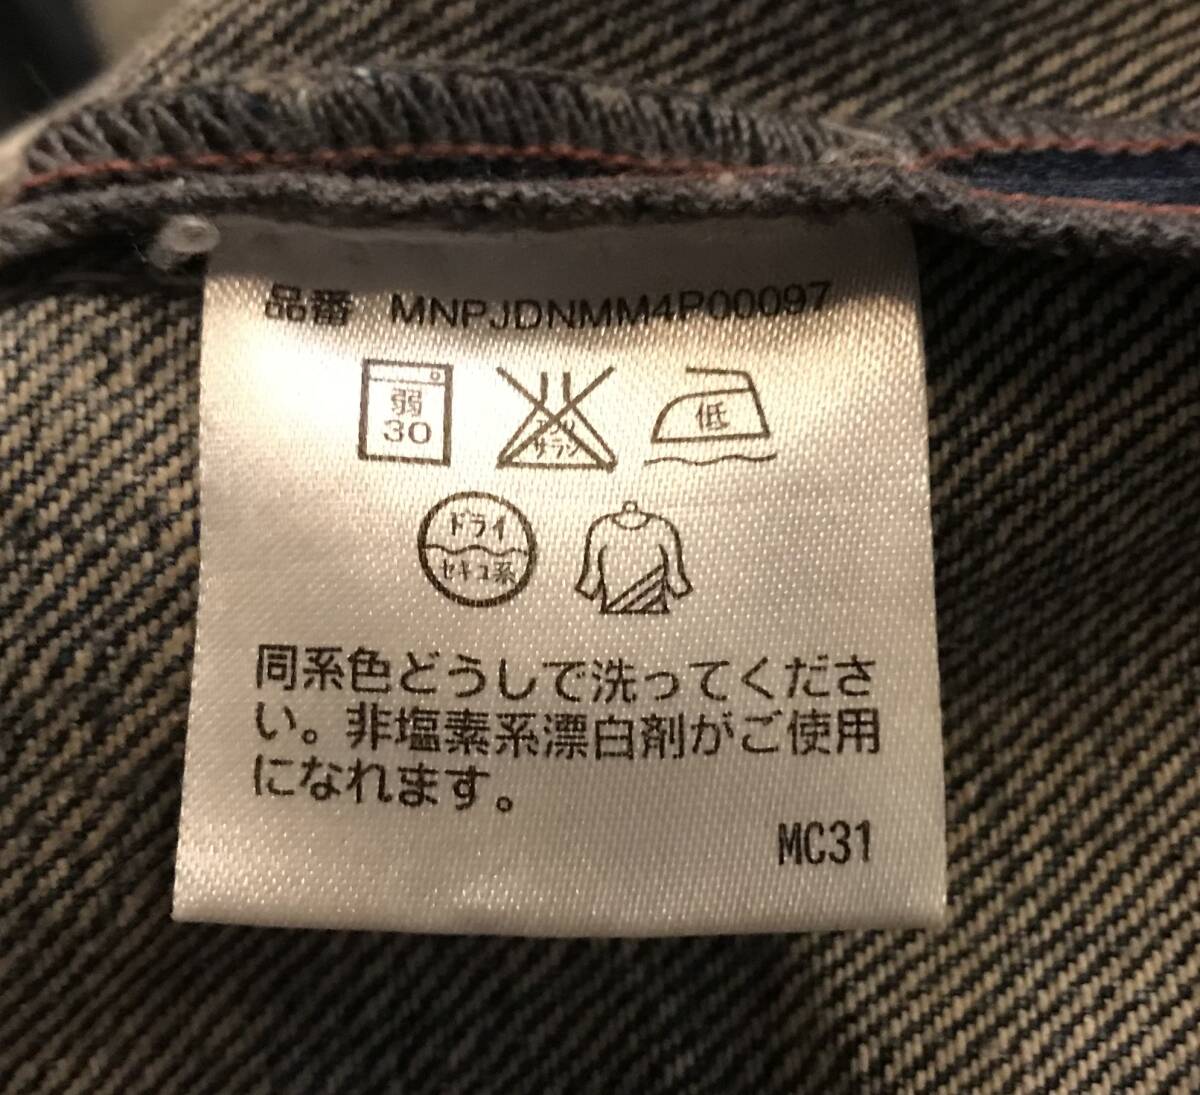 品番 MNPJDNMM4P00097
弱
30
エンソ
サラシ
低
ドライ
セキユ系
同系色どうしで洗ってくださ
い。非塩素系漂白剤がご使用
になれます。
MC31